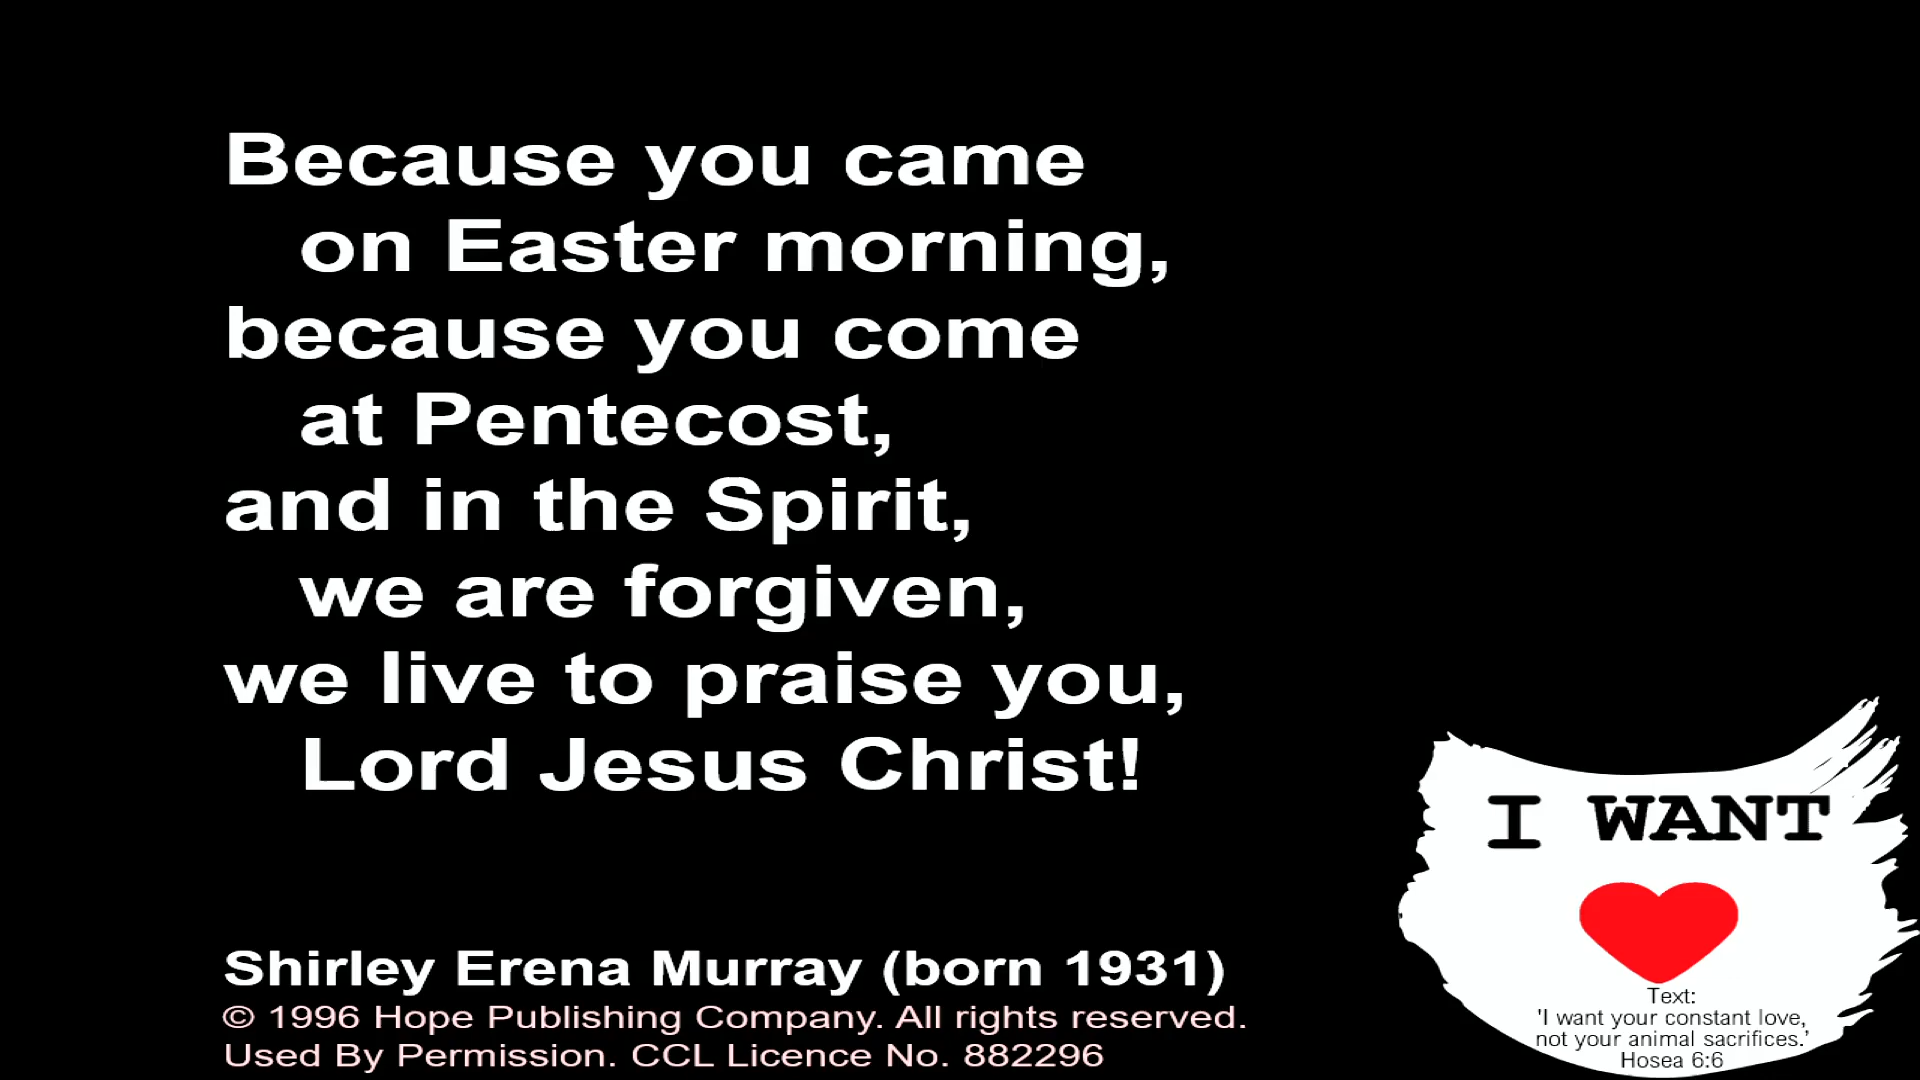 Because you came
on Easter morning,
because you come
at Pentecost,
and in the Spirit,
we are forgiven,
we live to praise you,
Lord Jesus Christ!
Shirley Erena Murray (born 1931)
© 1996 Hope Publishing Company. All rights reserved.
Used By Permission. CCL Licence No. 882296
I WANT
Text:
'I want your constant love,
not your animal sacrifices.’
Hosea 6:6